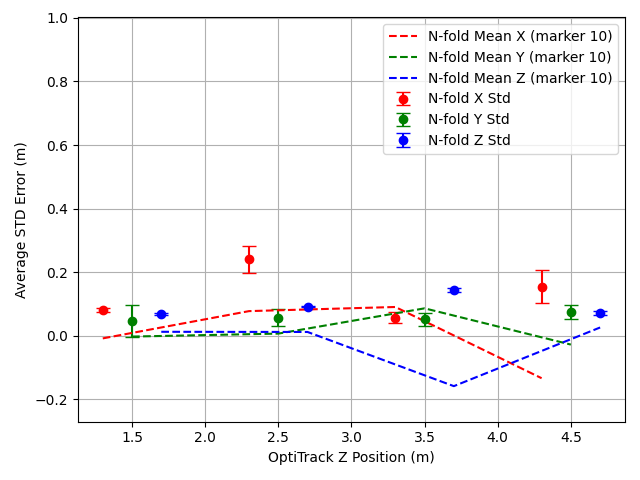 1.0
0.8
0.6
0.4
0.2
0.0
−0.2
Average STD Error (m)
N-fold Mean X (marker 10)
N-fold Mean Y (marker 10)
N-fold Mean Z (marker 10)
N-fold X Std
N-fold Y Std
N-fold Z Std
1.5 2.0 2.5 3.0 3.5 4.0 4.5
OptiTrack Z Position (m)